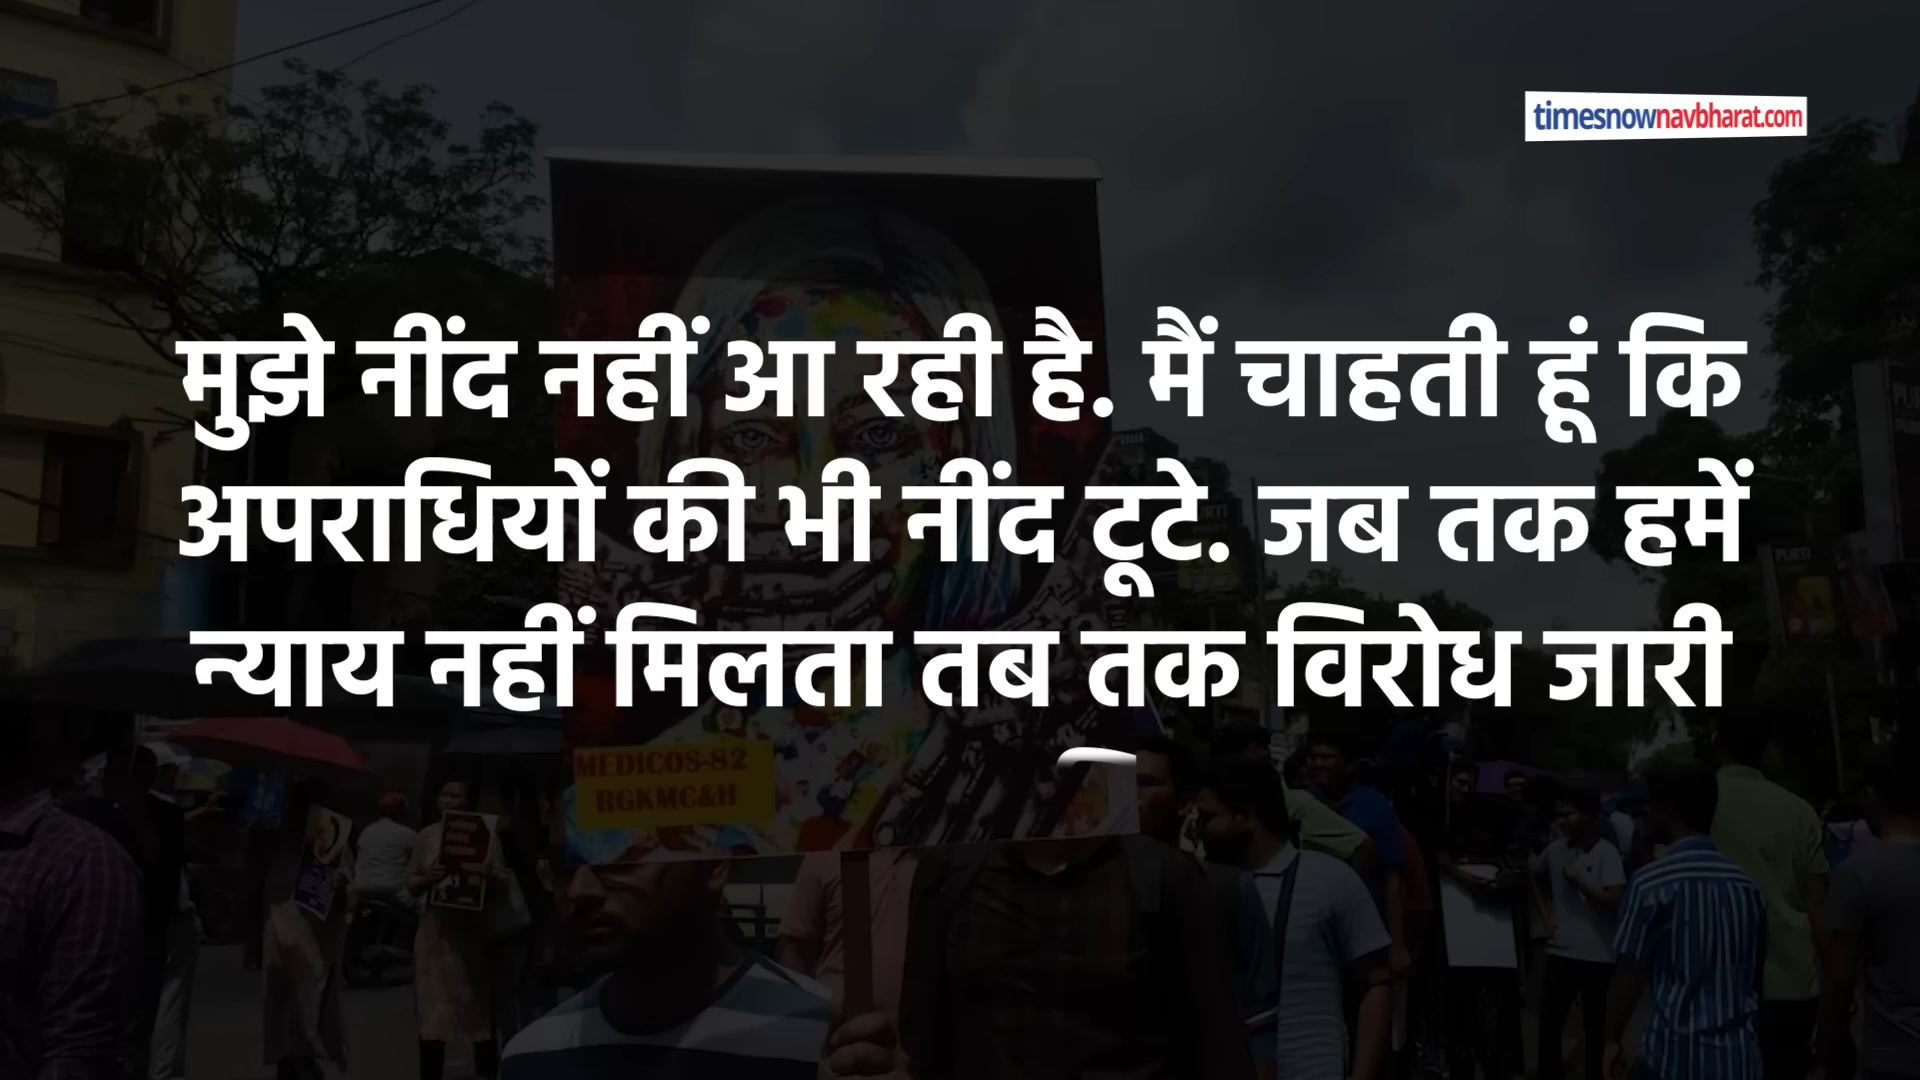 timesnownavbharat.com
मुझे नींद नहीं आ रही है. मैं चाहती हूं कि
अपराधियों की भी नींद टूटे. जब तक हमें
न्याय नहीं मिलता तब तक विरोध जारी
MEDICOS-82
RGKMC&H